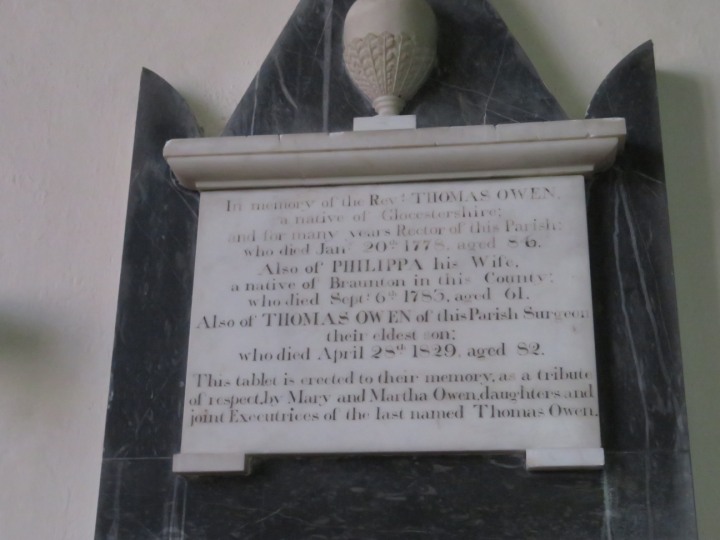 In memory of the Revd. THOMAS OWEN,
a native of Glocestershire;
and for many years Rector of this Parish;
who died Jany. 20th. 1778, aged 86.
Also of PHILIPPA his Wife,
a native of Braunton in this County;
who died Septr. 6th. 1783, aged 61.
Also of THOMAS OWEN of this Parish Surgeon
their eldest son;
who died April 28th. 1829, aged 82.
This tablet is erected to their memory, as a tribute
of respect, by Mary and Martha Owen, daughters and
joint Executrices of the last named Thomas Owen.